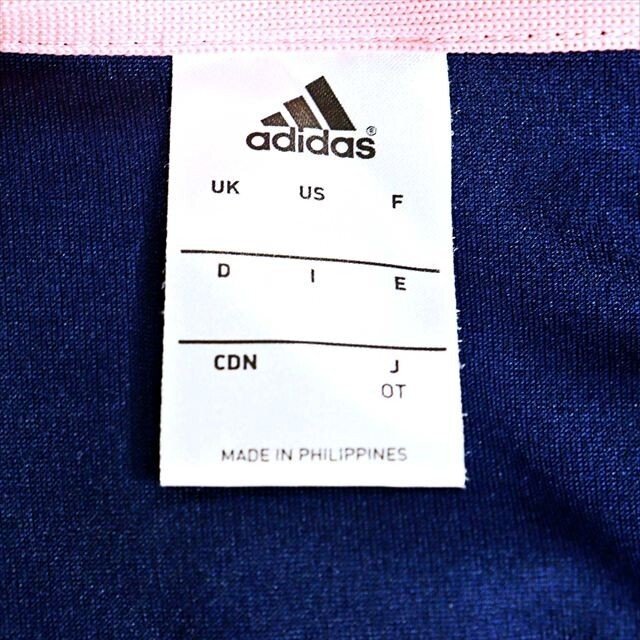 adidas®
UK US F
D I E
CDN J
OT
MADE IN PHILIPPINES